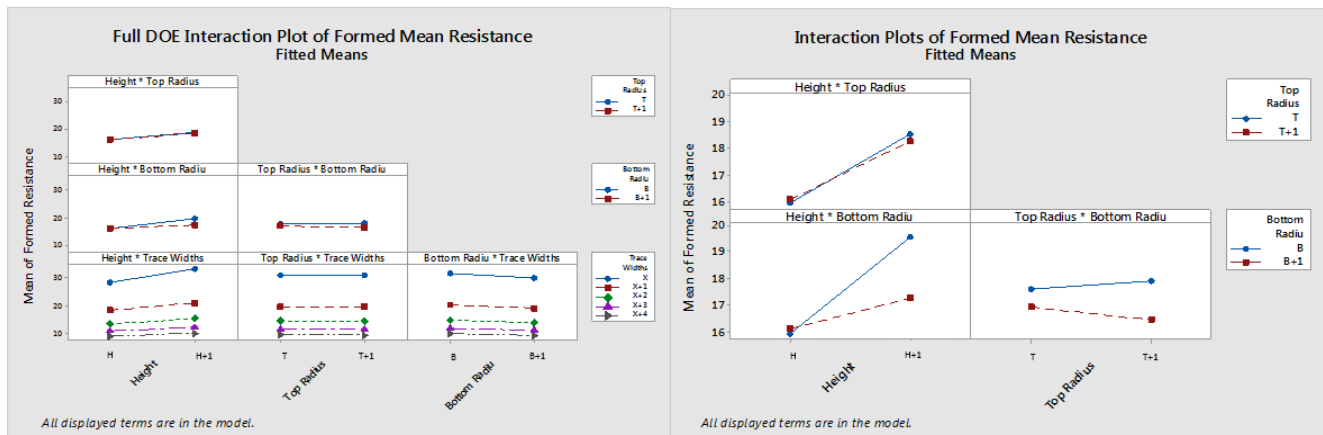 Full DOE Interaction Plot of Formed Mean Resistance
Fitted Means
Mean of Formed Resistance
Height * Top Radius
30
20
10
Top
Radius
T
T+1
Height * Bottom Radiu
Top Radius * Bottom Radiu
30
20
10
Bottom
Radiu
B
B+1
Height * Trace Widths
Top Radius * Trace Widths
Bottom Radiu * Trace Widths
30
20
10
Trace
Widths
X
X+1
X+2
X+3
X+4
H
H+1
T
T+1
B
B+1
Height
Top Radius
Bottom Radiu
All displayed terms are in the model.
Interaction Plots of Formed Mean Resistance
Fitted Means
Mean of Formed Resistance
Height * Top Radius
20
19
18
17
16
Top
Radius
T
T+1
Height * Bottom Radiu
Top Radius * Bottom Radiu
20
19
18
17
16
Bottom
Radiu
B
B+1
H
H+1
T
T+1
Height
Top Radius
All displayed terms are in the model.